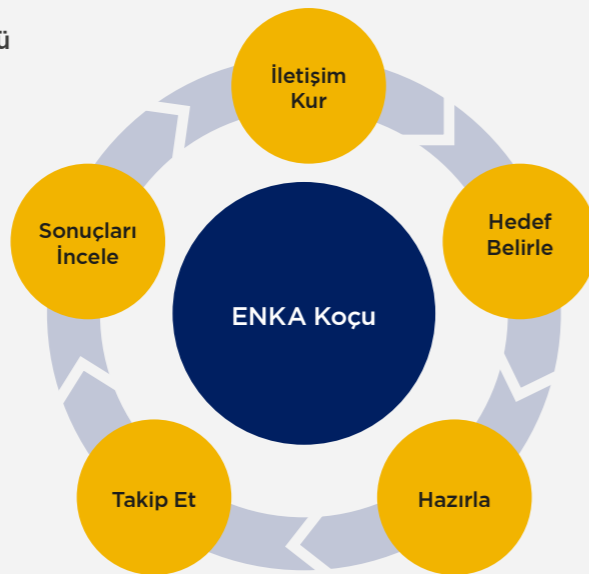 İletişim
Kur
Hedef
Belirle
Hazırla
Takip Et
Sonuçları
İncele
ENKA Koçu